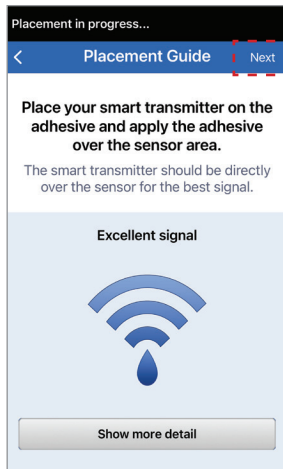 Placement in progress...
Placement Guide Next
Place your smart transmitter on the
adhesive and apply the adhesive
over the sensor area.
The smart transmitter should be directly
over the sensor for the best signal.
Excellent signal
Show more detail